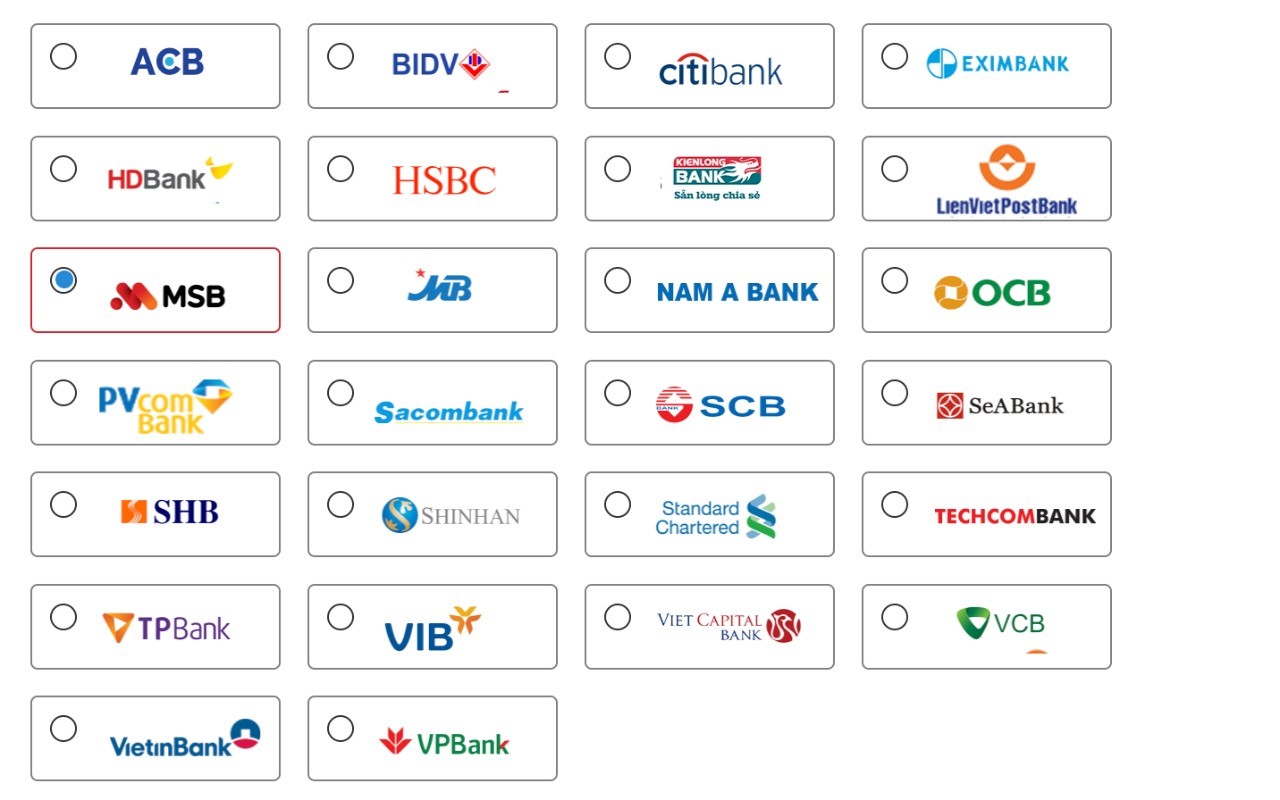 ACB
BIDV
citibank
EXIMBANK
HDBank
HSBC
KIENLONG
BANK
Sẵn lòng chia sẻ
LienVietPostBank
MSB
MB
NAM A BANK
OCB
PVcom
Bank
Sacombank
BANK
SCB
SeABank
SHB
SHINHAN
Standard
Chartered
TECHCOMBANK
TPBank
VIB
VIET CAPITAL
BANK
VCB
VietinBank
VPBank